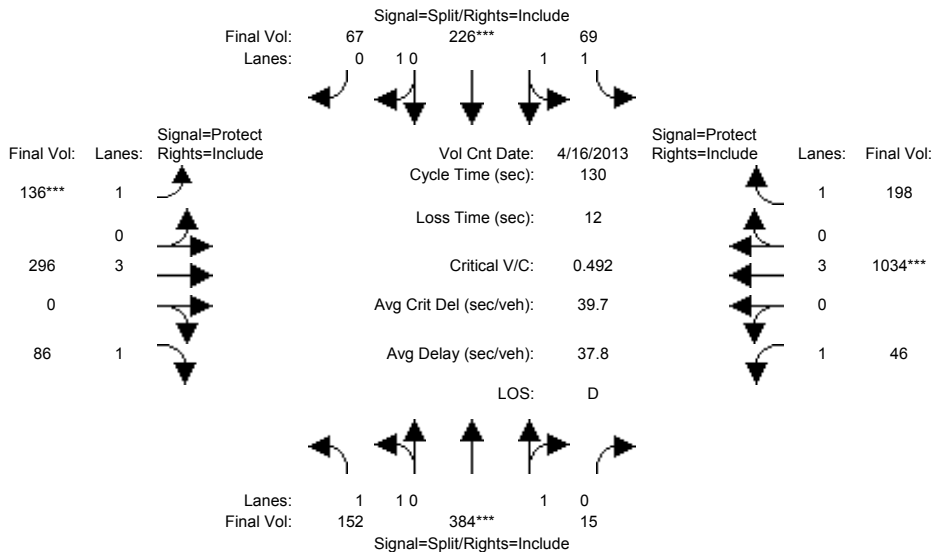 Signal=Split/Rights=Include
Final Vol: 67 226*** 69
Lanes: 0 1 0 1 1
Signal=Protect Signal=Protect
Final Vol: Lanes: Rights=Include Vol Cnt Date: 4/16/2013 Rights=Include Lanes: Final Vol:
Cycle Time (sec): 130
136*** 1 1 198
Loss Time (sec): 12
0 0
296 3 Critical V/C: 0.492 3 1034***
0 Avg Crit Del (sec/veh): 39.7 0
86 1 Avg Delay (sec/veh): 37.8 1 46
LOS: D
Lanes: 1 1 0 1 0
Final Vol: 152 384*** 15
Signal=Split/Rights=Include